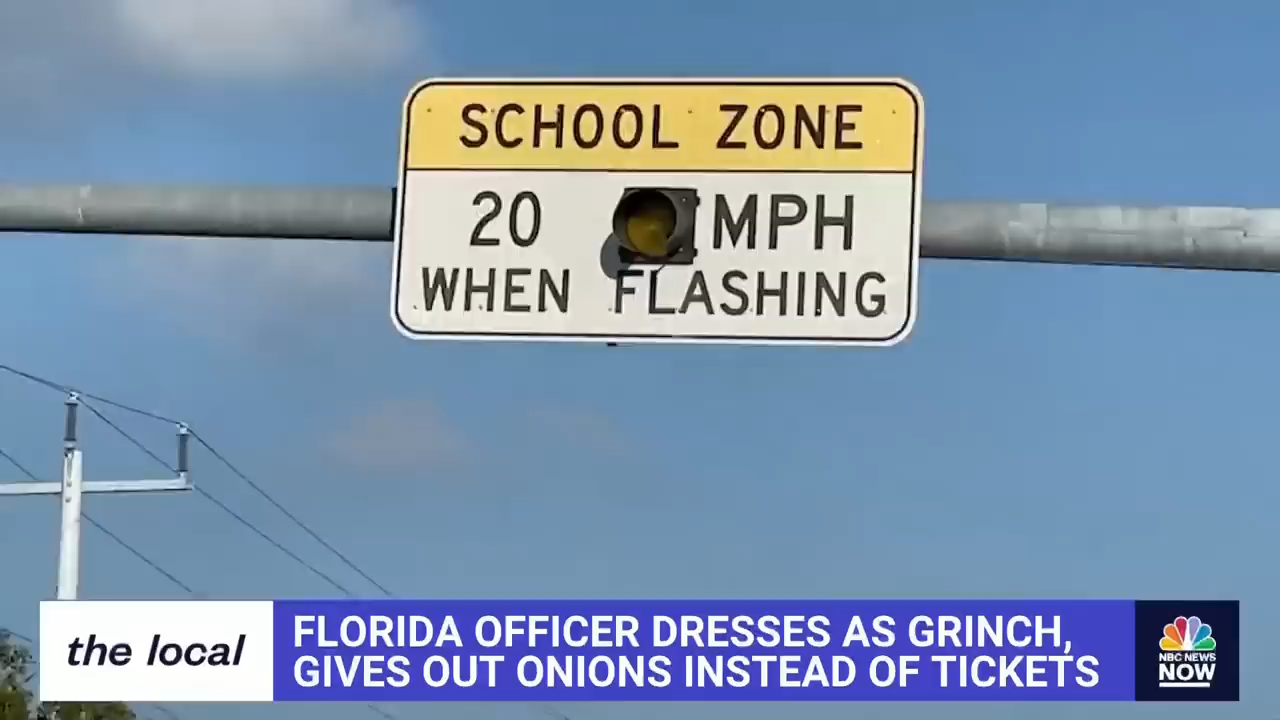 SCHOOL ZONE
20 MPH
WHEN FLASHING
the local
FLORIDA OFFICER DRESSES AS GRINCH,
GIVES OUT ONIONS INSTEAD OF TICKETS
NBC NEWS
NOW